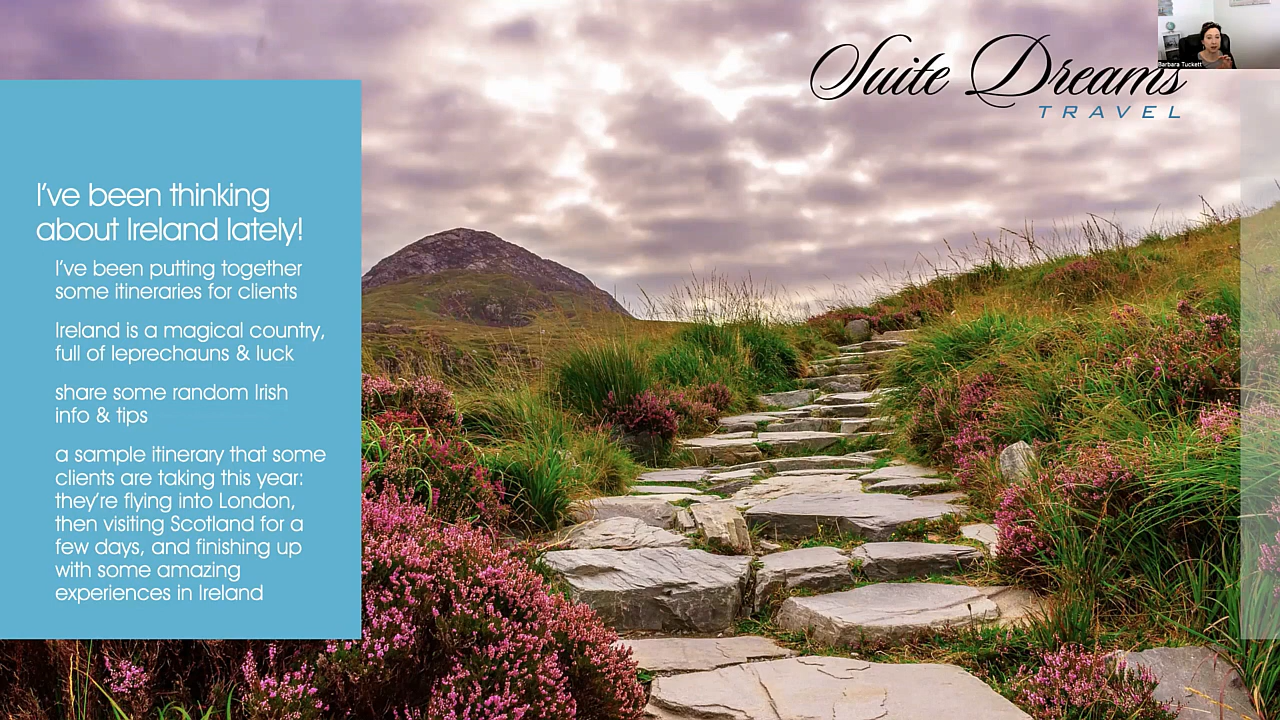 Suite Dreams
TRAVEL
Barbara Tuckett
I've been thinking
about Ireland lately!
I've been putting together
some itineraries for clients
Ireland is a magical country,
full of leprechauns & luck
share some random Irish
info & tips
a sample itinerary that some
clients are taking this year:
they're flying into London,
then visiting Scotland for a
few days, and finishing up
with some amazing
experiences in Ireland